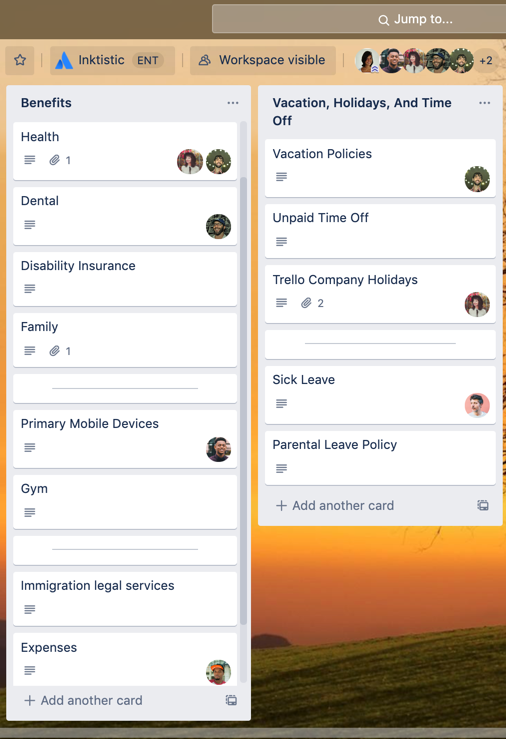 Jump to...
Inktistic ENT
Workspace visible
+2
Benefits
Health
1
Dental
Disability Insurance
Family
1
Primary Mobile Devices
Gym
Immigration legal services
Expenses
Add another card
Vacation, Holidays, And Time
Off
Vacation Policies
Unpaid Time Off
Trello Company Holidays
2
Sick Leave
Parental Leave Policy
Add another card